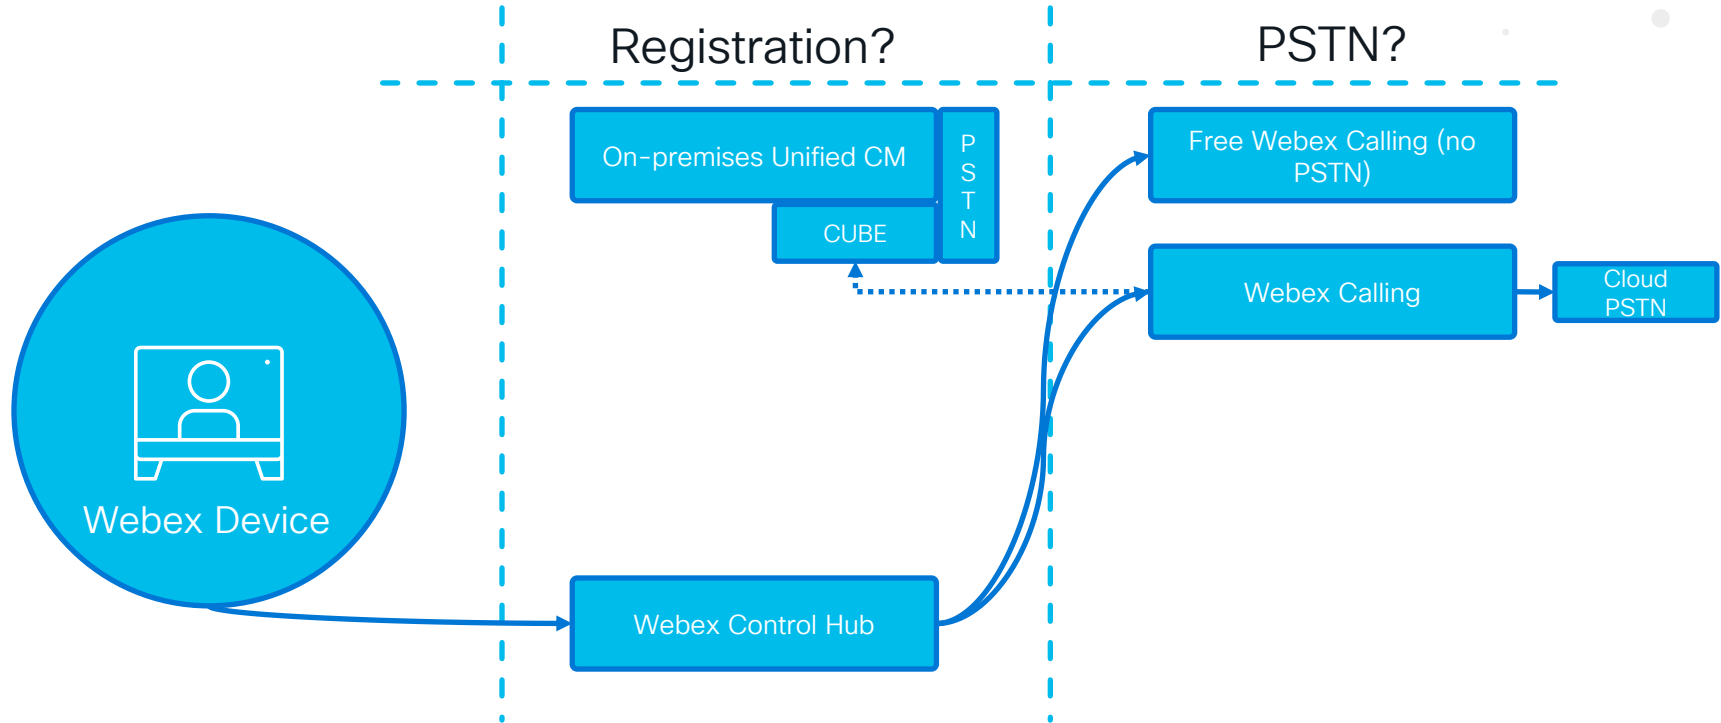 Registration?
PSTN?
On-premises Unified CM
P
S
T
N
CUBE
Free Webex Calling (no
PSTN)
Webex Calling
Cloud
PSTN
Webex Device
Webex Control Hub